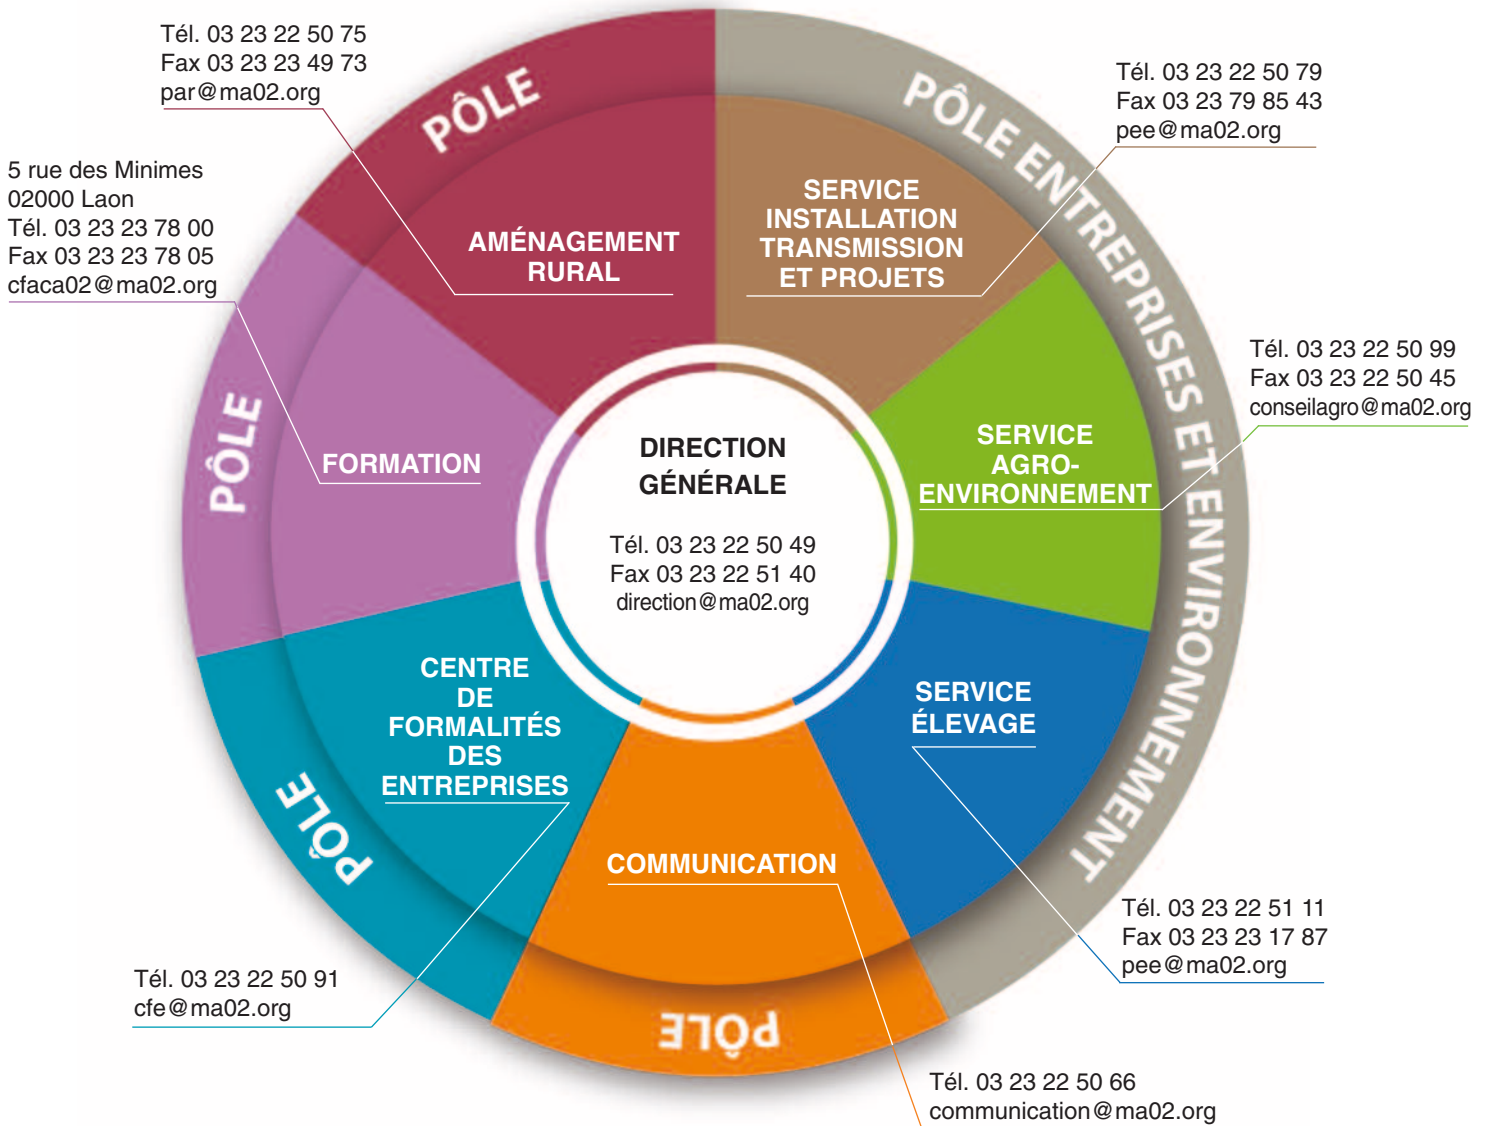 Tél. 03 23 22 50 75
Fax 03 23 23 49 73
par@ma02.org
PÔLE
AMÉNAGEMENT
RURAL
PÔLE ENTREPRISES ET ENVIRONNEMENT
Tél. 03 23 22 50 79
Fax 03 23 79 85 43
pee@ma02.org
SERVICE
INSTALLATION
TRANSMISSION
ET PROJETS
5 rue des Minimes
02000 Laon
Tél. 03 23 23 78 00
Fax 03 23 23 78 05
cfaca02@ma02.org
PÔLE
FORMATION
DIRECTION
GÉNÉRALE
Tél. 03 23 22 50 49
Fax 03 23 22 51 40
direction@ma02.org
Tél. 03 23 22 50 99
Fax 03 23 22 50 45
conseilagro@ma02.org
SERVICE
AGRO-
ENVIRONNEMENT
CENTRE
DE
FORMALITÉS
DES
ENTREPRISES
PÔLE
Tél. 03 23 22 50 91
cfe@ma02.org
SERVICE
ÉLEVAGE
Tél. 03 23 22 51 11
Fax 03 23 23 17 87
pee@ma02.org
COMMUNICATION
PÔLE
Tél. 03 23 22 50 66
communication@ma02.org